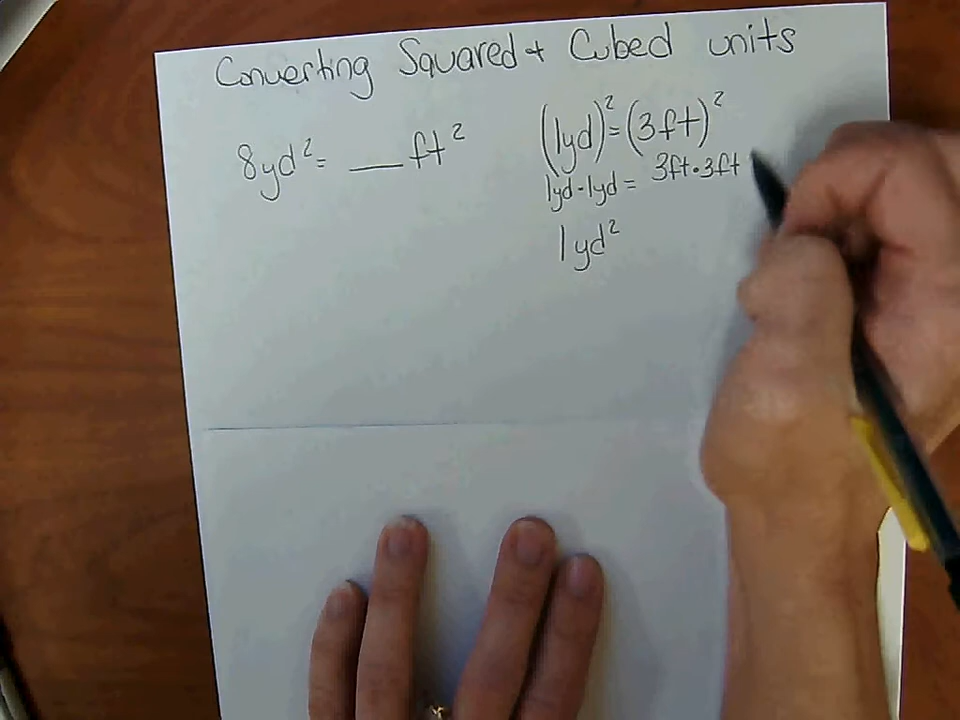 Converting Squared + Cubed units
8yd² = ___ ft²
(1yd)² = (3ft)²
1yd · 1yd = 3ft · 3ft
1yd²